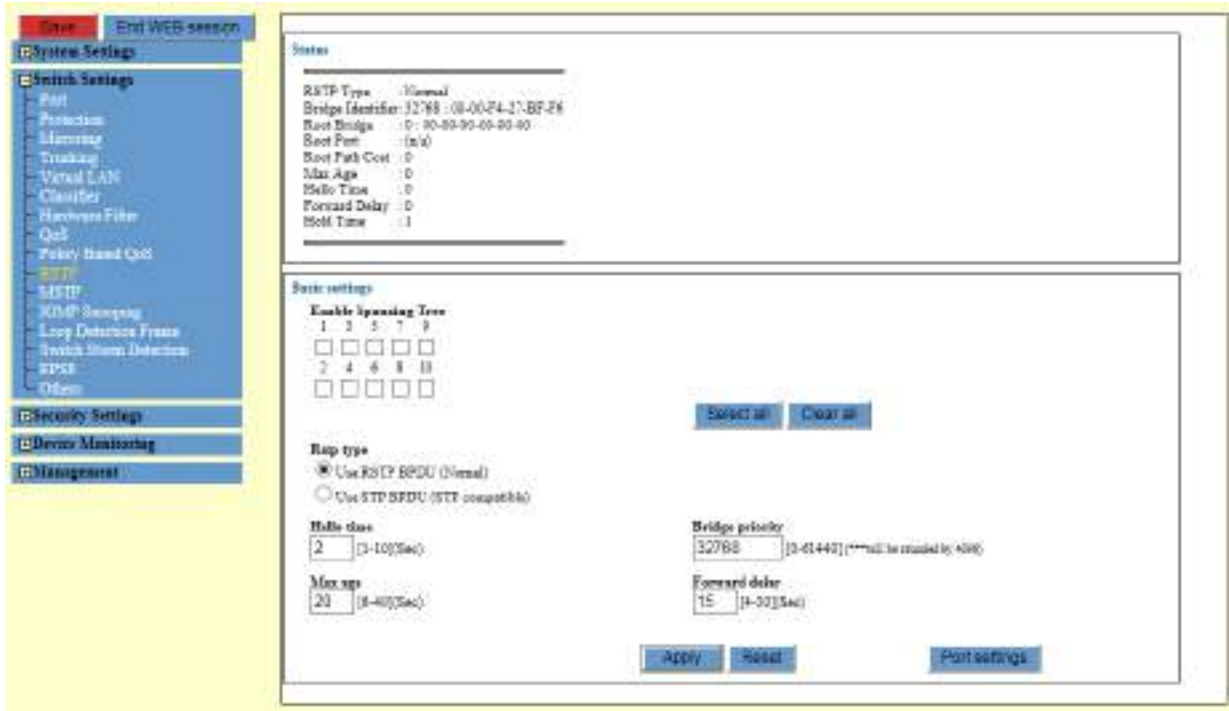 Save End WEB session
System Settings
Switch Settings
Port
Protection
Mirroring
Trunking
Virtual LAN
Classifier
Hardware Filter
QoS
Policy Based QoS
RSTP
MSTP
IGMP Snooping
Loop Detection Frame
Switch Storm Detection
EPSR
Others
Security Settings
Device Monitoring
Management
Status
RSTP Type : Normal
Bridge Identifier: 32768 : 00-00-F4-27-BF-F6
Root Bridge : 0 : 00-00-00-00-00-00
Root Port : (n/a)
Root Path Cost : 0
Max Age : 0
Hello Time : 0
Forward Delay : 0
Hold Time : 1
Basic settings
Enable Spanning Tree
1 3 5 7 9
2 4 6 8 10
Select all Clear all
Rstp type
Use RSTP BPDU (Normal)
Use STP BPDU (STP compatible)
Hello time
2 [1-10](Sec)
Bridge priority
32768 [0-61440] (****will be rounded by 4096)
Max age
20 [6-40](Sec)
Forward delay
15 [4-30](Sec)
Apply Reset Port settings